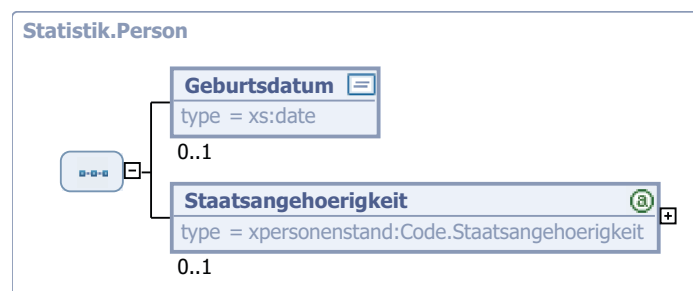 Statistik.Person
Geburtsdatum
type = xs:date
0..1
Staatsangehoerigkeit
type = xpersonenstand:Code.Staatsangehoerigkeit
0..1